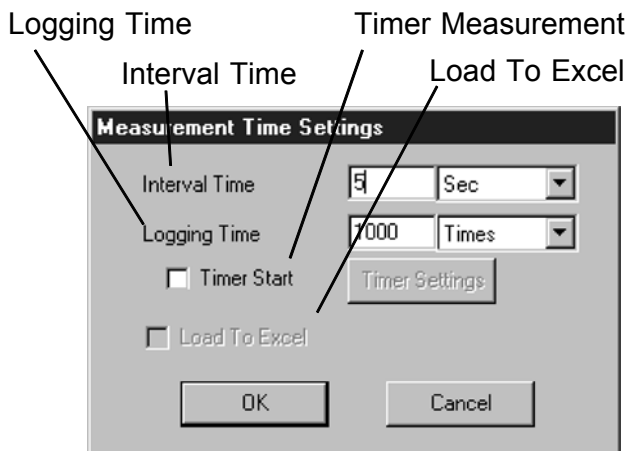 Logging Time
Timer Measurement
Interval Time
Load To Excel
Measurement Time Settings
Interval Time 5 Sec
Logging Time 1000 Times
Timer Start Timer Settings
Load To Excel
OK Cancel